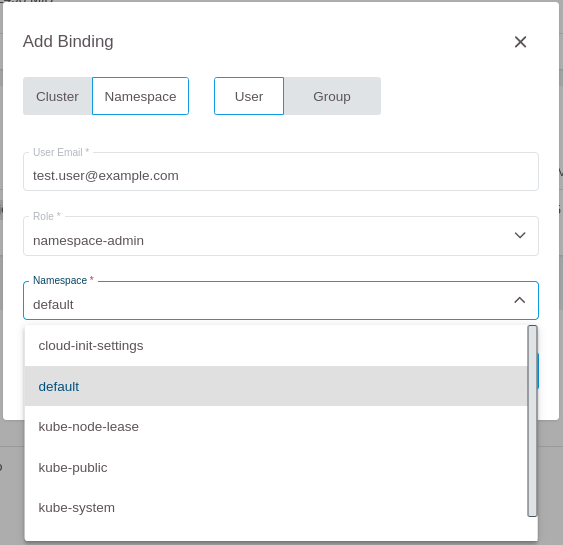 Add Binding
Cluster Namespace User Group
User Email *
test.user@example.com
Role *
namespace-admin
Namespace *
default
cloud-init-settings
default
kube-node-lease
kube-public
kube-system